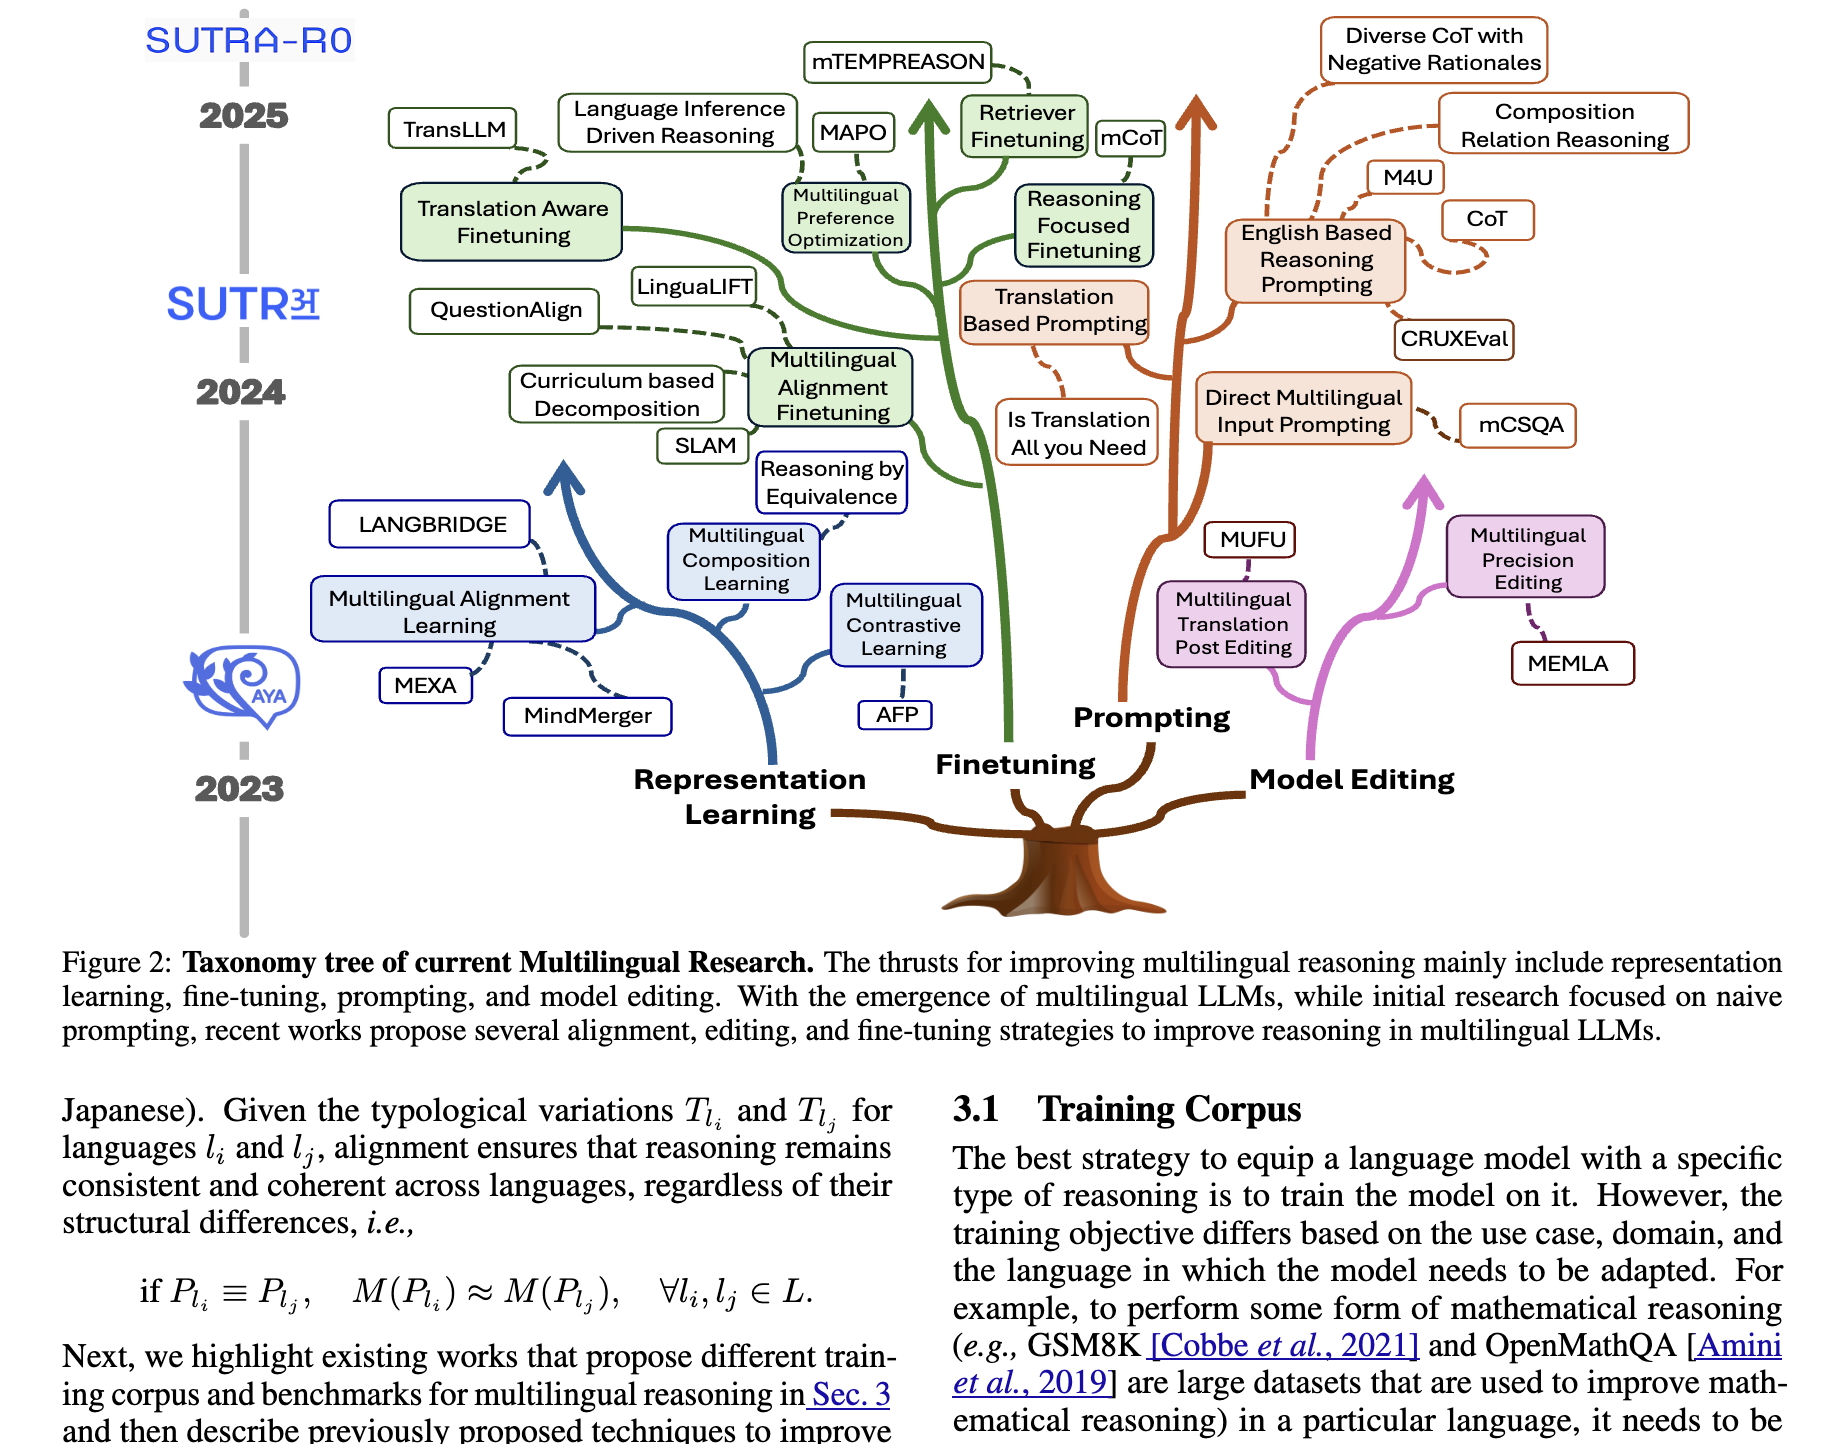 SUTRA-R0
2025
SUTRअ
2024
AYA
2023
mTEMPREASON
Retriever
Finetuning
TransLLM
Language Inference
Driven Reasoning
MAPO
mCoT
Translation Aware
Finetuning
Multilingual
Preference
Optimization
Reasoning
Focused
Finetuning
QuestionAlign
LinguaLIFT
Curriculum based
Decomposition
Multilingual
Alignment
Finetuning
SLAM
Diverse CoT with
Negative Rationales
Composition
Relation Reasoning
M4U
CoT
English Based
Reasoning
Prompting
CRUXEval
Translation
Based Prompting
Is Translation
All you Need
Direct Multilingual
Input Prompting
mCSQA
Reasoning by
Equivalence
LANGBRIDGE
Multilingual
Composition
Learning
Multilingual Alignment
Learning
Multilingual
Contrastive
Learning
MEXA
MindMerger
AFP
MUFU
Multilingual
Translation
Post Editing
Multilingual
Precision
Editing
MEMLA
Representation
Learning
Finetuning
Prompting
Model Editing
Figure 2: Taxonomy tree of current Multilingual Research. The thrusts for improving multilingual reasoning mainly include representation
learning, fine-tuning, prompting, and model editing. With the emergence of multilingual LLMs, while initial research focused on naive
prompting, recent works propose several alignment, editing, and fine-tuning strategies to improve reasoning in multilingual LLMs.
Japanese). Given the typological variations T_{l_i} and T_{l_j} for
languages l_i and l_j, alignment ensures that reasoning remains
consistent and coherent across languages, regardless of their
structural differences, i.e.,
if P_{l_i} ≡ P_{l_j}, M(P_{l_i}) ≈ M(P_{l_j}), ∀l_i, l_j ∈ L.
Next, we highlight existing works that propose different train-
ing corpus and benchmarks for multilingual reasoning in Sec. 3
and then describe previously proposed techniques to improve
3.1 Training Corpus
The best strategy to equip a language model with a specific
type of reasoning is to train the model on it. However, the
training objective differs based on the use case, domain, and
the language in which the model needs to be adapted. For
example, to perform some form of mathematical reasoning
(e.g., GSM8K [Cobbe et al., 2021] and OpenMathQA [Amini
et al., 2019] are large datasets that are used to improve math-
ematical reasoning) in a particular language, it needs to be